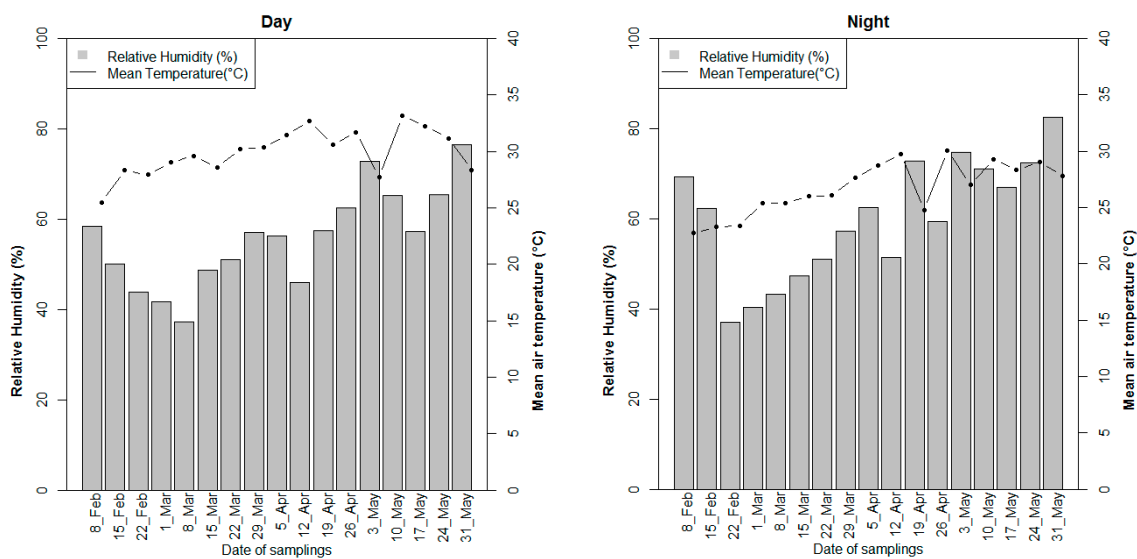 Day
Relative Humidity (%)
Mean Temperature(°C)
Relative Humidity (%)
0
20
40
60
80
100
Mean air temperature (°C)
0
5
10
15
20
25
30
35
40
8_Feb
15_Feb
22_Feb
1_Mar
8_Mar
15_Mar
22_Mar
29_Mar
5_Apr
12_Apr
19_Apr
26_Apr
3_May
10_May
17_May
24_May
31_May
Date of samplings
Night
Relative Humidity (%)
Mean Temperature(°C)
Relative Humidity (%)
0
20
40
60
80
100
Mean air temperature (°C)
0
5
10
15
20
25
30
35
40
8_Feb
15_Feb
22_Feb
1_Mar
8_Mar
15_Mar
22_Mar
29_Mar
5_Apr
12_Apr
19_Apr
26_Apr
3_May
10_May
17_May
24_May
31_May
Date of samplings